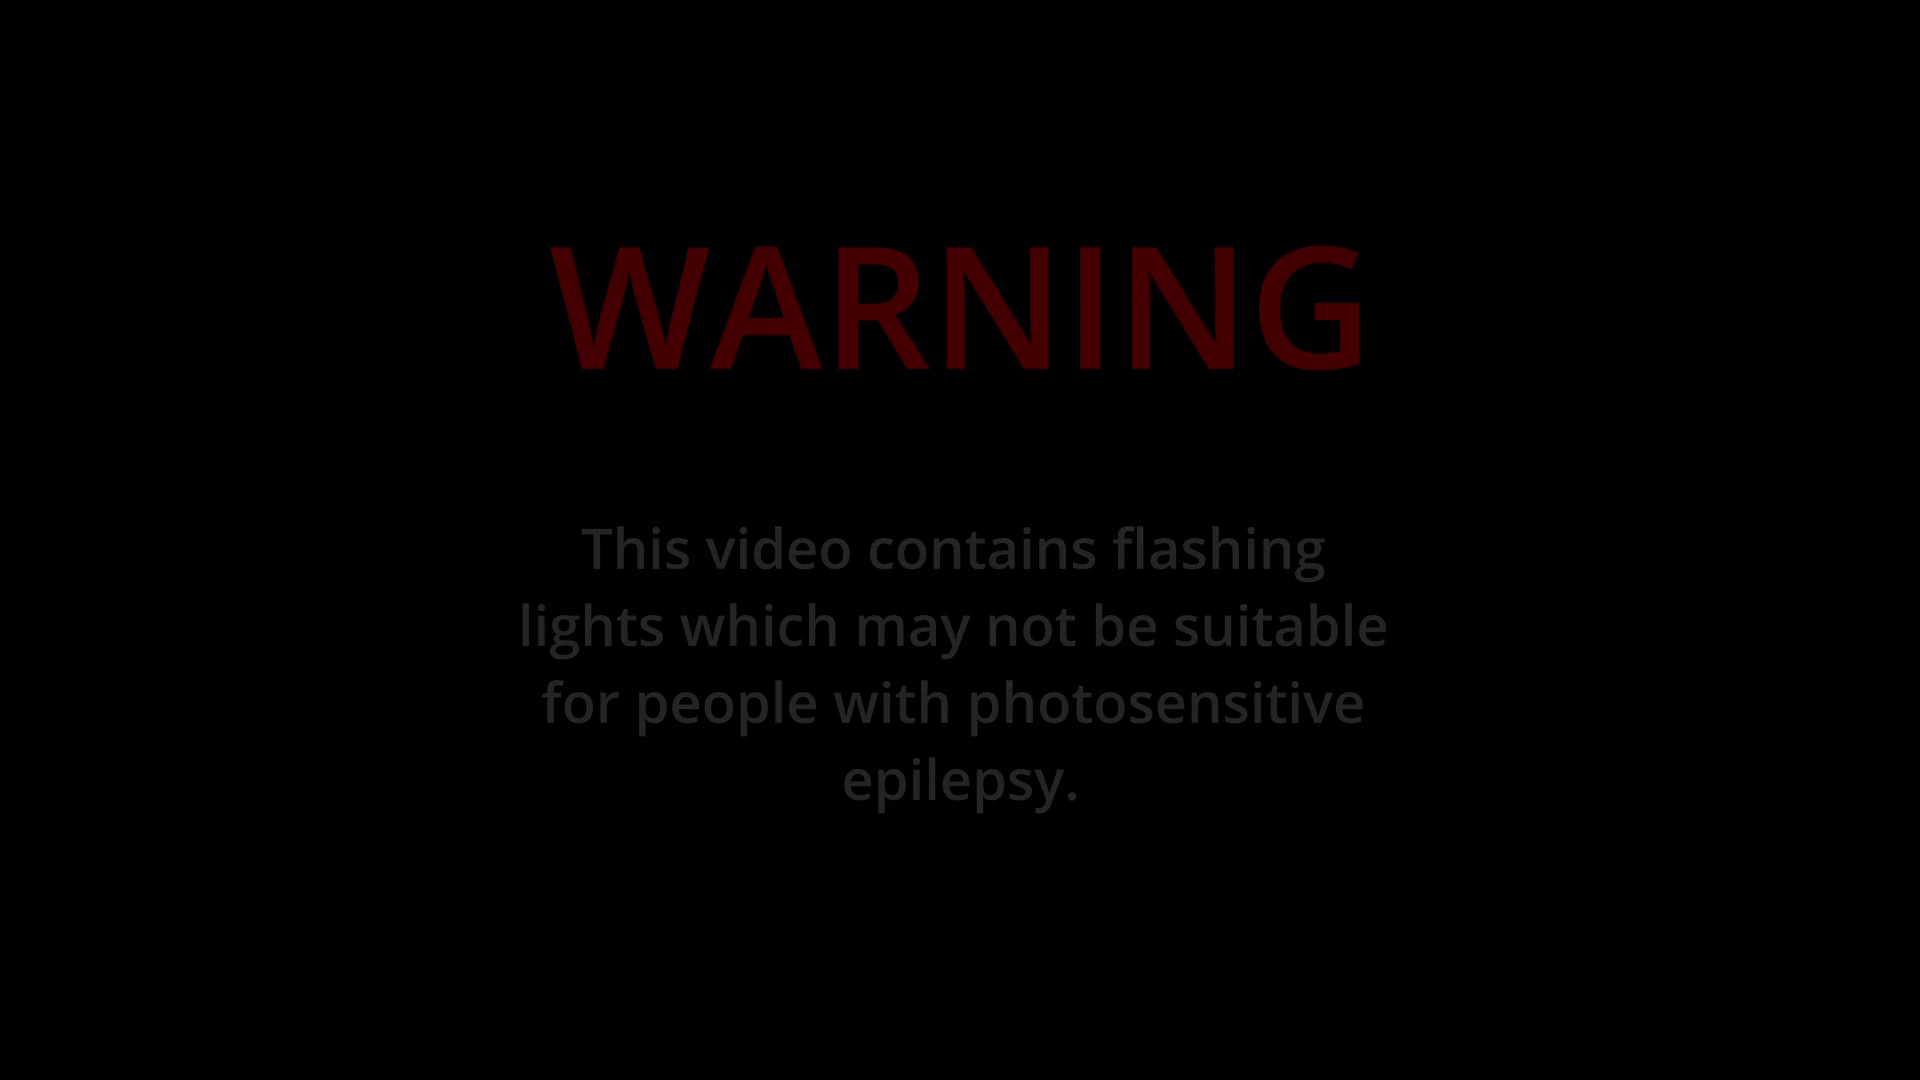 WARNING
This video contains flashing
lights which may not be suitable
for people with photosensitive
epilepsy.